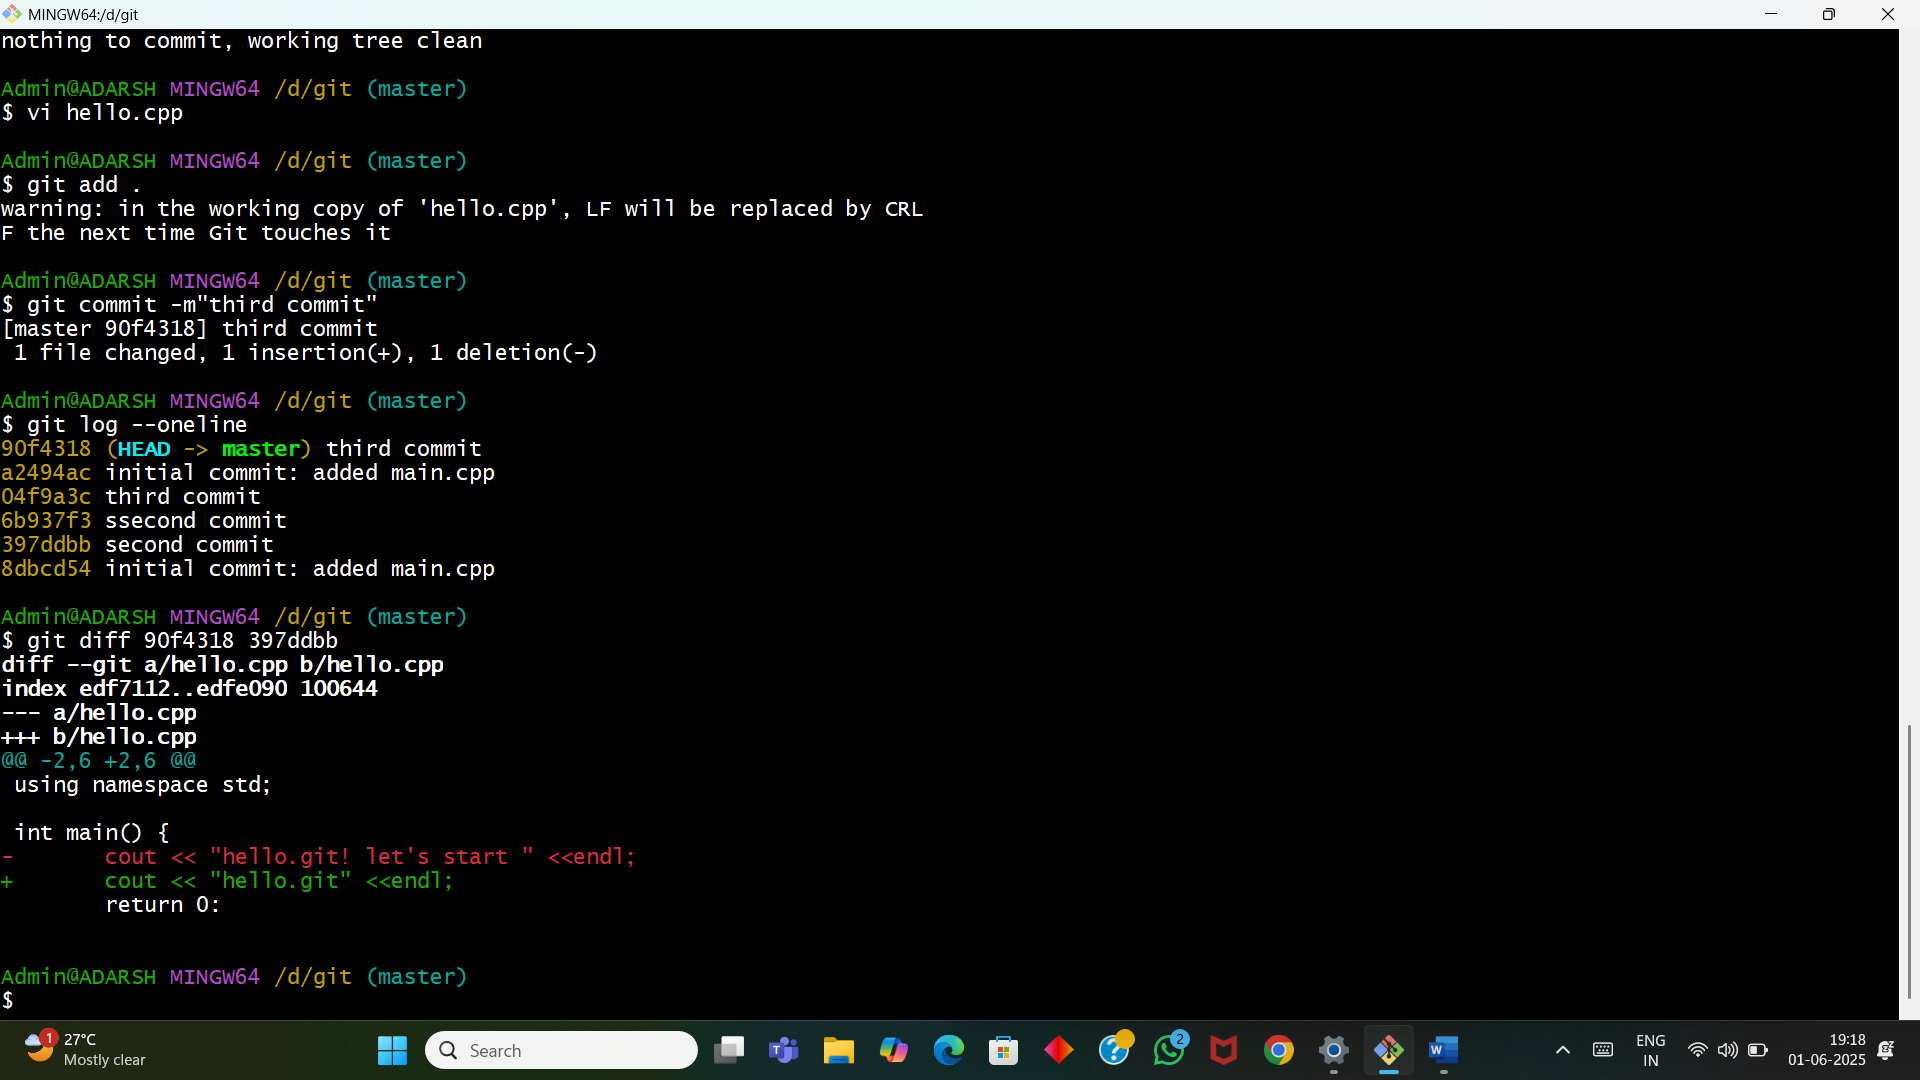 MINGW64:/d/git
nothing to commit, working tree clean
Admin@ADARSH MINGW64 /d/git (master)
$ vi hello.cpp
Admin@ADARSH MINGW64 /d/git (master)
$ git add .
warning: in the working copy of 'hello.cpp', LF will be replaced by CRL
F the next time Git touches it
Admin@ADARSH MINGW64 /d/git (master)
$ git commit -m"third commit"
[master 90f4318] third commit
 1 file changed, 1 insertion(+), 1 deletion(-)
Admin@ADARSH MINGW64 /d/git (master)
$ git log --oneline
90f4318 (HEAD -> master) third commit
a2494ac initial commit: added main.cpp
04f9a3c third commit
6b937f3 ssecond commit
397ddbb second commit
8dbcd54 initial commit: added main.cpp
Admin@ADARSH MINGW64 /d/git (master)
$ git diff 90f4318 397ddbb
diff --git a/hello.cpp b/hello.cpp
index edf7112..edfe090 100644
--- a/hello.cpp
+++ b/hello.cpp
@@ -2,6 +2,6 @@
 using namespace std;
 int main() {
-       cout << "hello.git! let's start " <<endl;
+       cout << "hello.git" <<endl;
        return 0:
Admin@ADARSH MINGW64 /d/git (master)
$
1
27°C
Mostly clear
Search
T
?
2
W
ENG
IN
19:18
01-06-2025